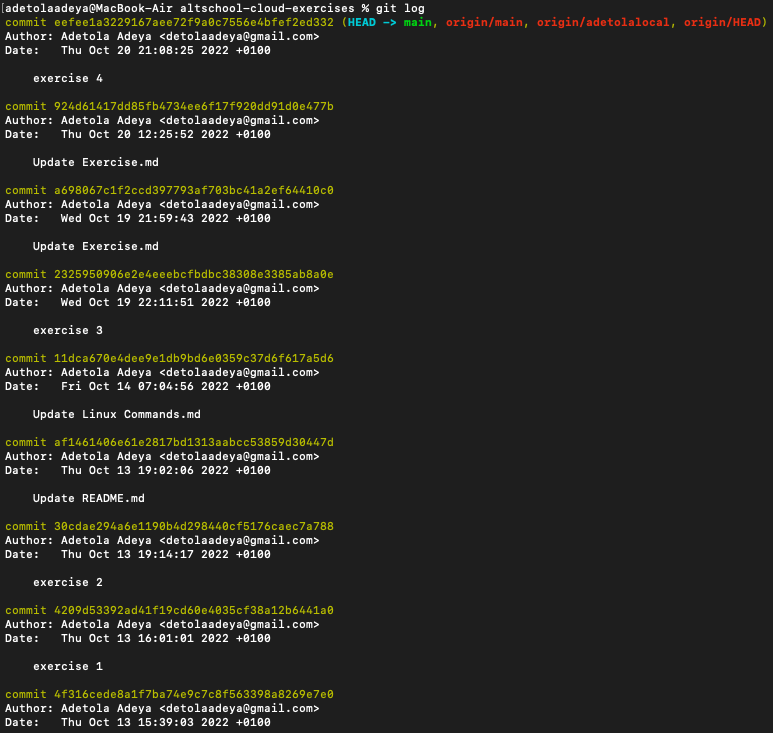 [adetolaadeya@MacBook-Air altschool-cloud-exercises % git log
commit eefee1a3229167aee72f9a0c7556e4bfef2ed332 (HEAD -> main, origin/main, origin/adetolalocal, origin/HEAD)
Author: Adetola Adeya <detolaadeya@gmail.com>
Date:   Thu Oct 20 21:08:25 2022 +0100
exercise 4
commit 924d61417dd85fb4734ee6f17f920dd91d0e477b
Author: Adetola Adeya <detolaadeya@gmail.com>
Date:   Thu Oct 20 12:25:52 2022 +0100
Update Exercise.md
commit a698067c1f2ccd397793af703bc41a2ef64410c0
Author: Adetola Adeya <detolaadeya@gmail.com>
Date:   Wed Oct 19 21:59:43 2022 +0100
Update Exercise.md
commit 2325950906e2e4eeebcfbdbc38308e3385ab8a0e
Author: Adetola Adeya <detolaadeya@gmail.com>
Date:   Wed Oct 19 22:11:51 2022 +0100
exercise 3
commit 11dca670e4dee9e1db9bd6e0359c37d6f617a5d6
Author: Adetola Adeya <detolaadeya@gmail.com>
Date:   Fri Oct 14 07:04:56 2022 +0100
Update Linux Commands.md
commit af1461406e61e2817bd1313aabcc53859d30447d
Author: Adetola Adeya <detolaadeya@gmail.com>
Date:   Thu Oct 13 19:02:06 2022 +0100
Update README.md
commit 30cdae294a6e1190b4d298440cf5176caec7a788
Author: Adetola Adeya <detolaadeya@gmail.com>
Date:   Thu Oct 13 19:14:17 2022 +0100
exercise 2
commit 4209d53392ad41f19cd60e4035cf38a12b6441a0
Author: Adetola Adeya <detolaadeya@gmail.com>
Date:   Thu Oct 13 16:01:01 2022 +0100
exercise 1
commit 4f316cede8a1f7ba74e9c7c8f563398a8269e7e0
Author: Adetola Adeya <detolaadeya@gmail.com>
Date:   Thu Oct 13 15:39:03 2022 +0100